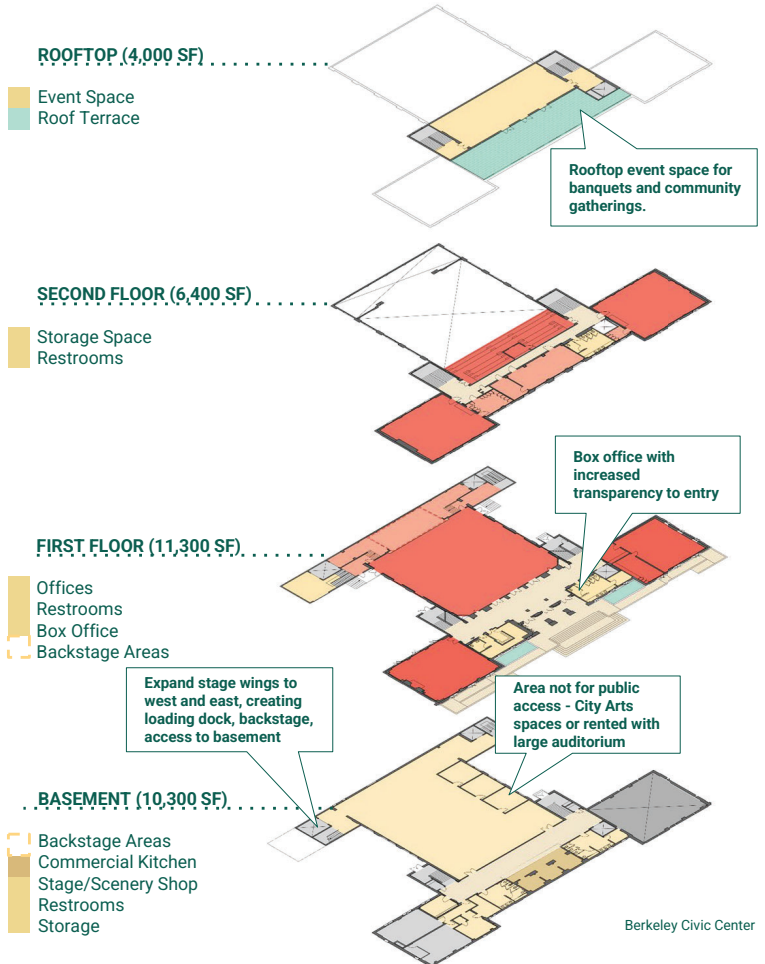 ROOFTOP (4,000 SF)
Event Space
Roof Terrace
Rooftop event space for
banquets and community
gatherings.
SECOND FLOOR (6,400 SF)
Storage Space
Restrooms
Box office with
increased
transparency to entry
FIRST FLOOR (11,300 SF)
Offices
Restrooms
Box Office
Backstage Areas
Expand stage wings to
west and east, creating
loading dock, backstage,
access to basement
Area not for public
access - City Arts
spaces or rented with
large auditorium
BASEMENT (10,300 SF)
Backstage Areas
Commercial Kitchen
Stage/Scenery Shop
Restrooms
Storage
Berkeley Civic Center